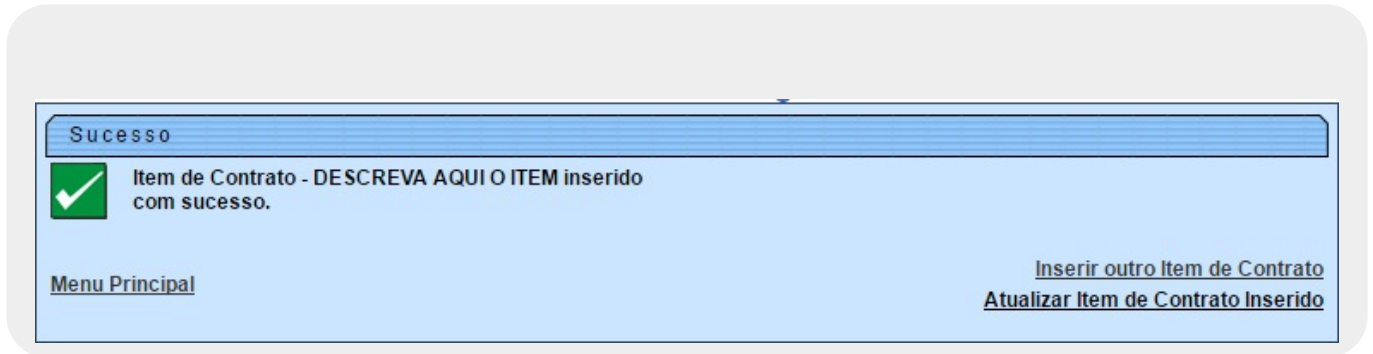 Sucesso
Item de Contrato - DESCREVA AQUI O ITEM inserido
com sucesso.
Inserir outro Item de Contrato
Menu Principal
Atualizar Item de Contrato Inserido